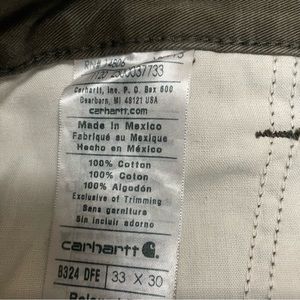 RN# 14806
1120 2000037733
Carhartt, Inc. P.O. Box 600
Dearborn, MI 48121 USA
carhartt.com
Made in Mexico
Fabriqué au Mexique
Hecho en México
100% Cotton
100% Coton
100% Algodón
Exclusive of Trimming
Sans garniture
Sin incluir adorno
carhartt
B324 DFE 33 X 30